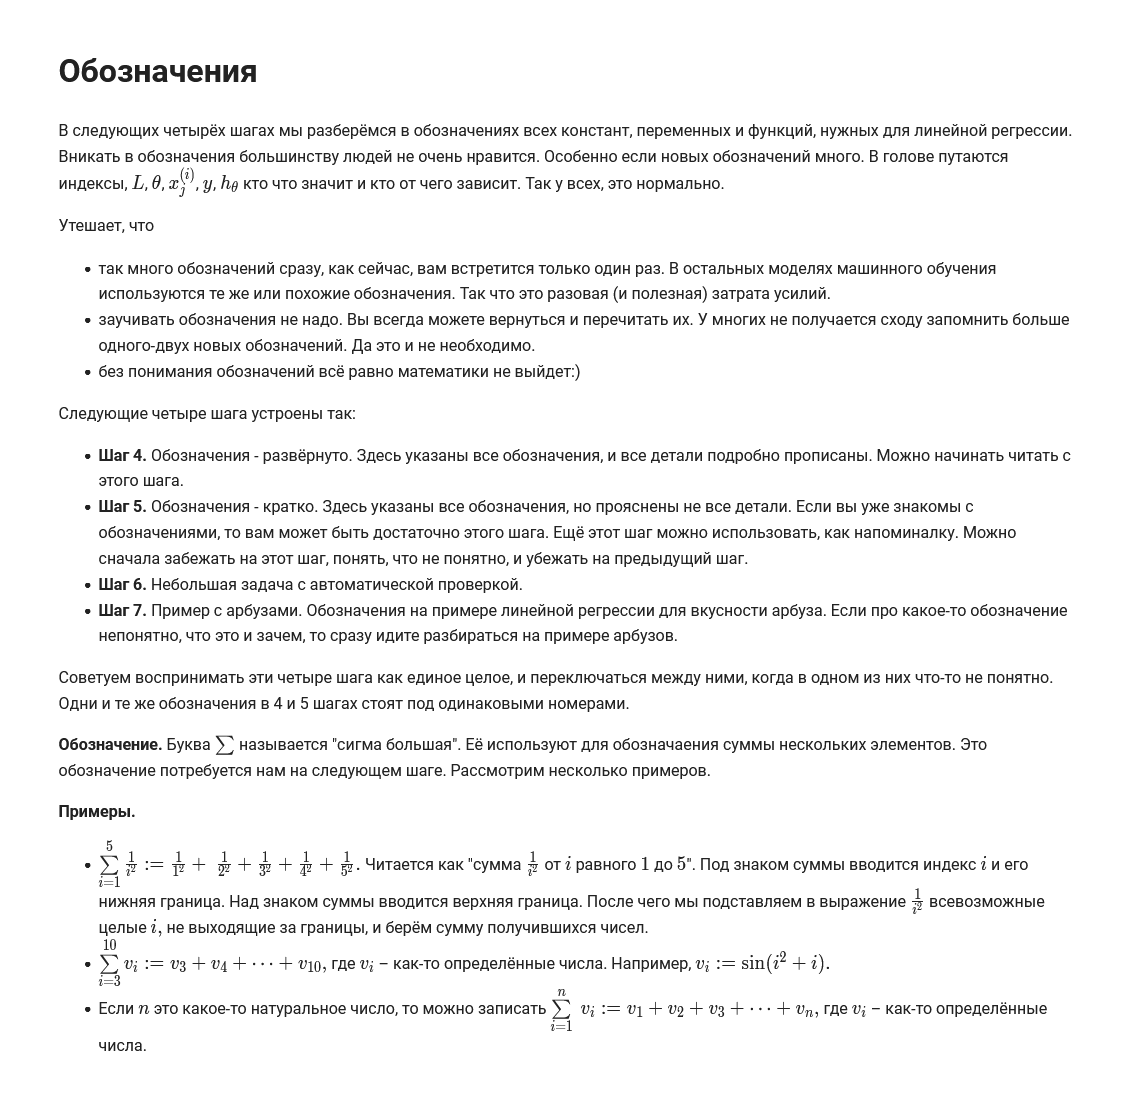 Обозначения
В следующих четырёх шагах мы разберёмся в обозначениях всех констант, переменных и функций, нужных для линейной регрессии.
Вникать в обозначения большинству людей не очень нравится. Особенно если новых обозначений много. В голове путаются
индексы, $L$, $\theta$, $x_j^{(i)}$, $y$, $h_\theta$ кто что значит и кто от чего зависит. Так у всех, это нормально.
Утешает, что
• так много обозначений сразу, как сейчас, вам встретится только один раз. В остальных моделях машинного обучения
используются те же или похожие обозначения. Так что это разовая (и полезная) затрата усилий.
• заучивать обозначения не надо. Вы всегда можете вернуться и перечитать их. У многих не получается сходу запомнить больше
одного-двух новых обозначений. Да это и не необходимо.
• без понимания обозначений всё равно математики не выйдет:)
Следующие четыре шага устроены так:
• Шаг 4. Обозначения - развёрнуто. Здесь указаны все обозначения, и все детали подробно прописаны. Можно начинать читать с
этого шага.
• Шаг 5. Обозначения - кратко. Здесь указаны все обозначения, но прояснены не все детали. Если вы уже знакомы с
обозначениями, то вам может быть достаточно этого шага. Ещё этот шаг можно использовать, как напоминалку. Можно
сначала забежать на этот шаг, понять, что не понятно, и убежать на предыдущий шаг.
• Шаг 6. Небольшая задача с автоматической проверкой.
• Шаг 7. Пример с арбузами. Обозначения на примере линейной регрессии для вкусности арбуза. Если про какое-то обозначение
непонятно, что это и зачем, то сразу идите разбираться на примере арбузов.
Советуем воспринимать эти четыре шага как единое целое, и переключаться между ними, когда в одном из них что-то не понятно.
Одни и те же обозначения в 4 и 5 шагах стоят под одинаковыми номерами.
Обозначение. Буква $\sum$ называется "сигма большая". Её используют для обозначаения суммы нескольких элементов. Это
обозначение потребуется нам на следующем шаге. Рассмотрим несколько примеров.
Примеры.
• $\sum\limits_{i=1}^{5} \frac{1}{i^2} := \frac{1}{1^2} + \frac{1}{2^2} + \frac{1}{3^2} + \frac{1}{4^2} + \frac{1}{5^2}.$ Читается как "сумма $\frac{1}{i^2}$ от $i$ равного $1$ до $5$". Под знаком суммы вводится индекс $i$ и его
нижняя граница. Над знаком суммы вводится верхняя граница. После чего мы подставляем в выражение $\frac{1}{i^2}$ всевозможные
целые $i,$ не выходящие за границы, и берём сумму получившихся чисел.
• $\sum\limits_{i=3}^{10} v_i := v_3 + v_4 + \cdots + v_{10},$ где $v_i$ – как-то определённые числа. Например, $v_i := \sin(i^2 + i).$
• Если $n$ это какое-то натуральное число, то можно записать $\sum\limits_{i=1}^{n} v_i := v_1 + v_2 + v_3 + \cdots + v_n,$ где $v_i$ – как-то определённые
числа.